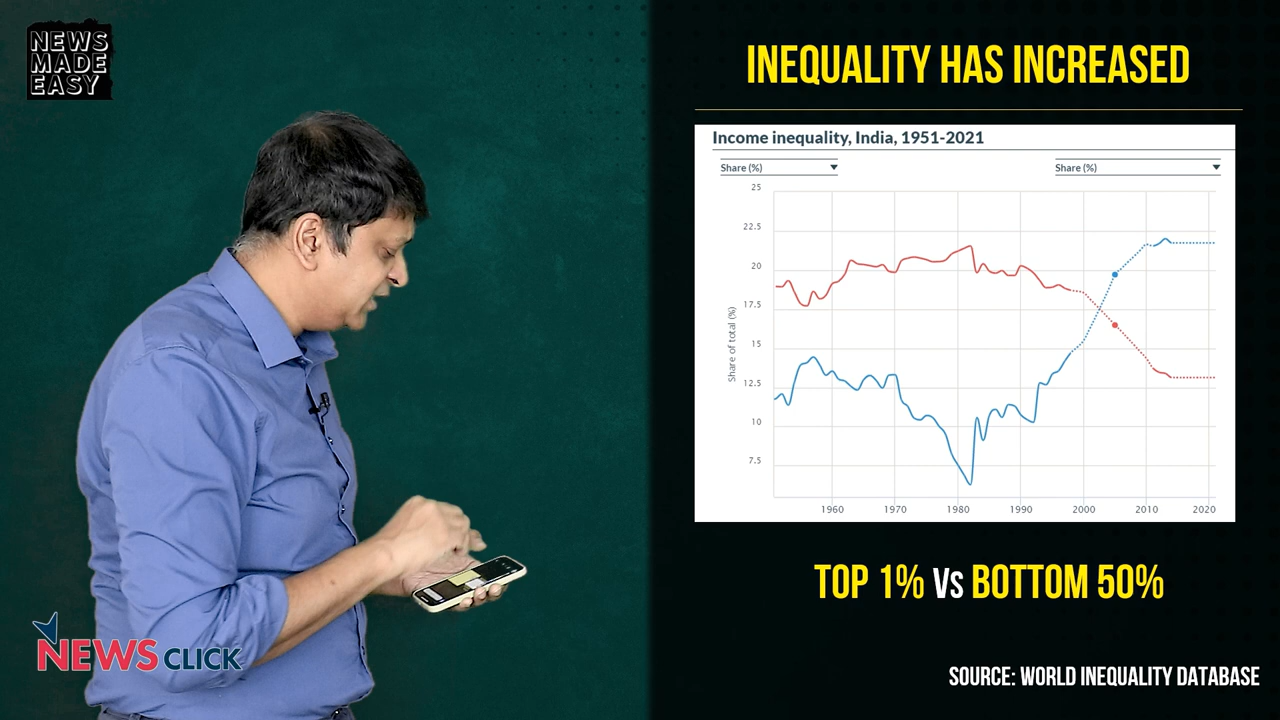 NEWS
MADE
EASY
INEQUALITY HAS INCREASED
Income inequality, India, 1951-2021
Share (%)
Share (%)
25
22.5
20
17.5
15
12.5
10
7.5
Share of total (%)
1960
1970
1980
1990
2000
2010
2020
TOP 1% Vs BOTTOM 50%
NEWSCLICK
SOURCE: WORLD INEQUALITY DATABASE